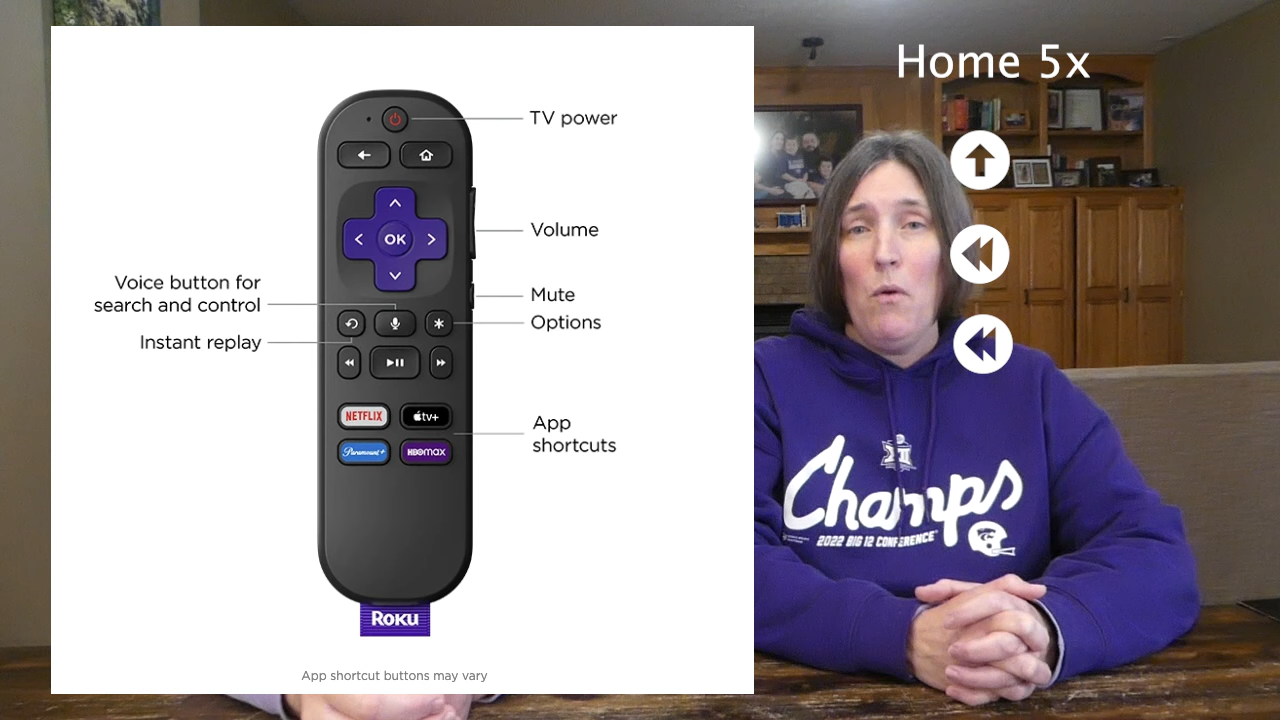 Home 5x
TV power
OK
Volume
Voice button for
search and control
Mute
Options
Instant replay
NETFLIX
tv+
App
shortcuts
Paramount+
HBOMAX
ROKU
App shortcut buttons may vary
XII
Champs
2022 BIG 12 CONFERENCE